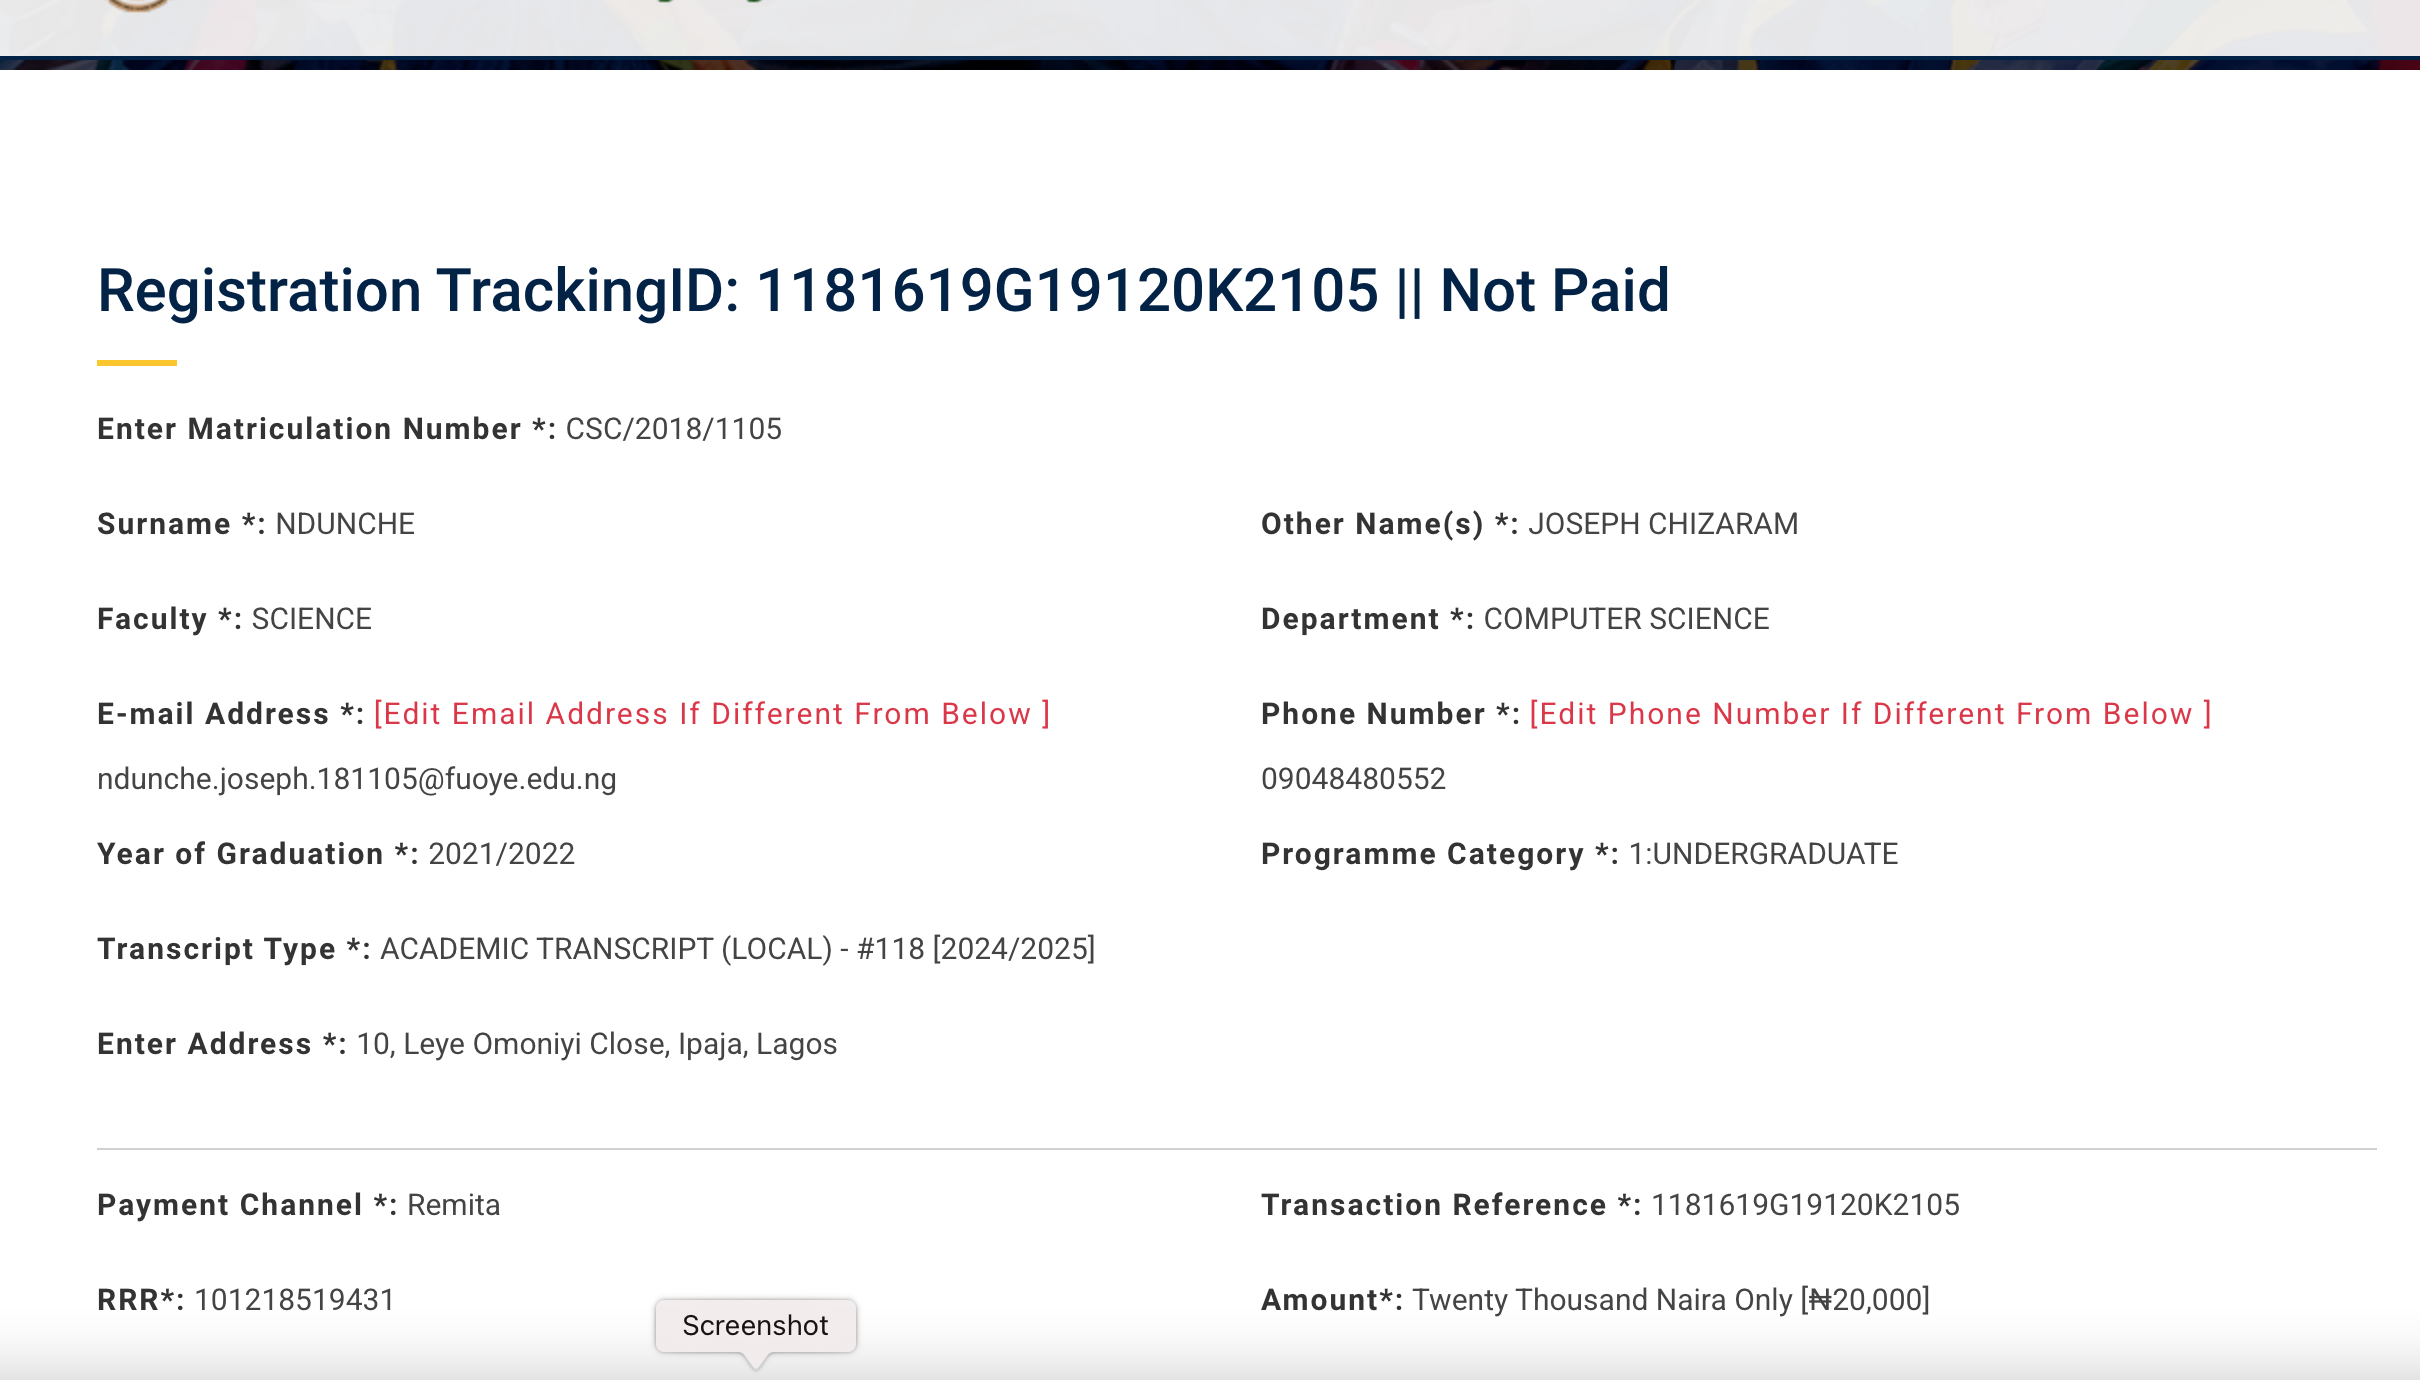 Registration TrackingID: 1181619G19120K2105 || Not Paid
Enter Matriculation Number *: CSC/2018/1105
Surname *: NDUNCHE
Other Name(s) *: JOSEPH CHIZARAM
Faculty *: SCIENCE
Department *: COMPUTER SCIENCE
E-mail Address *: [Edit Email Address If Different From Below ]
ndunche.joseph.181105@fuoye.edu.ng
Phone Number *: [Edit Phone Number If Different From Below ]
09048480552
Year of Graduation *: 2021/2022
Programme Category *: 1:UNDERGRADUATE
Transcript Type *: ACADEMIC TRANSCRIPT (LOCAL) - #118 [2024/2025]
Enter Address *: 10, Leye Omoniyi Close, Ipaja, Lagos
Payment Channel *: Remita
Transaction Reference *: 1181619G19120K2105
RRR*: 101218519431
Amount*: Twenty Thousand Naira Only [₦20,000]
Screenshot